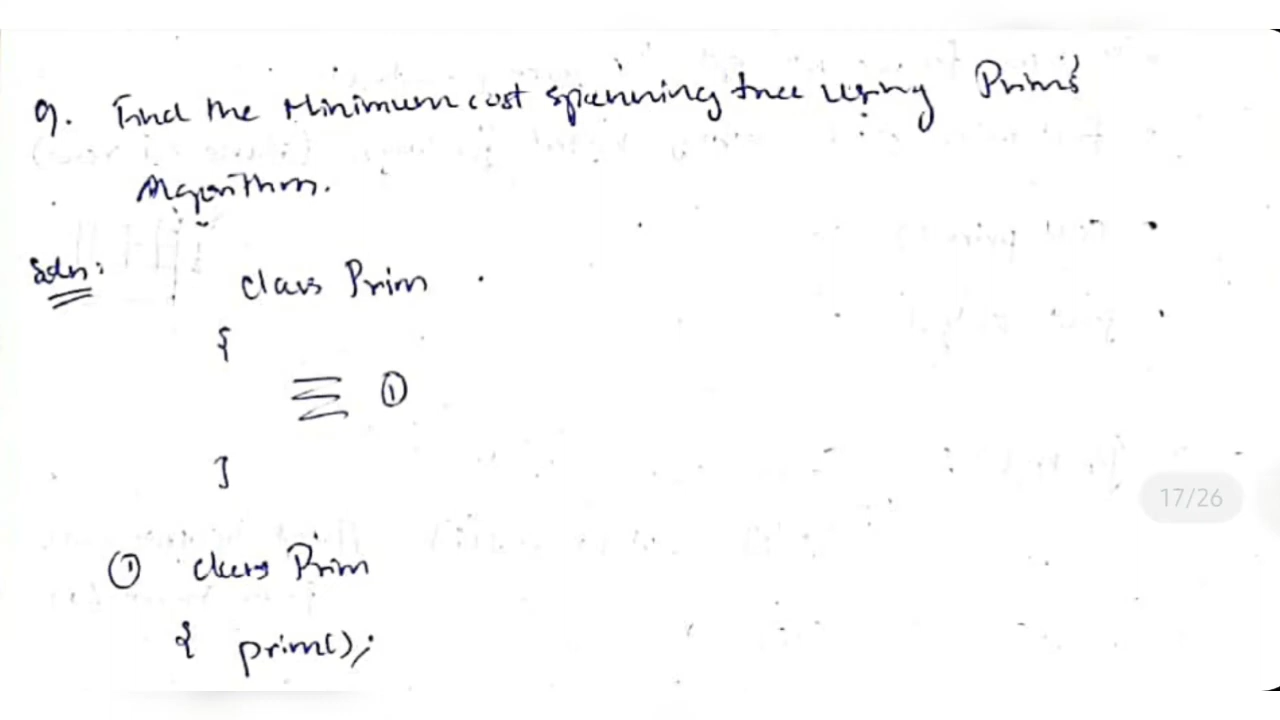 9. Find the Minimum cost spanning tree using Prim's
Algorithm.
Soln:
class Prim
{
①
}
① class Prim
{ prim();
17/26